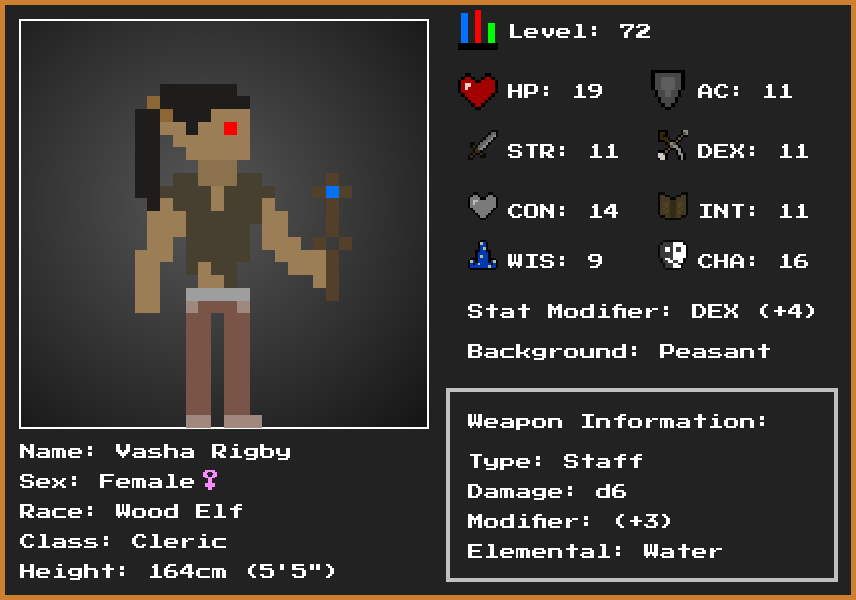 Level: 72
HP: 19 AC: 11
STR: 11 DEX: 11
CON: 14 INT: 11
WIS: 9 CHA: 16
Stat Modifier: DEX (+4)
Background: Peasant
Weapon Information:
Type: Staff
Damage: d6
Modifier: (+3)
Elemental: Water
Name: Vasha Rigby
Sex: Female♀
Race: Wood Elf
Class: Cleric
Height: 164cm (5'5")